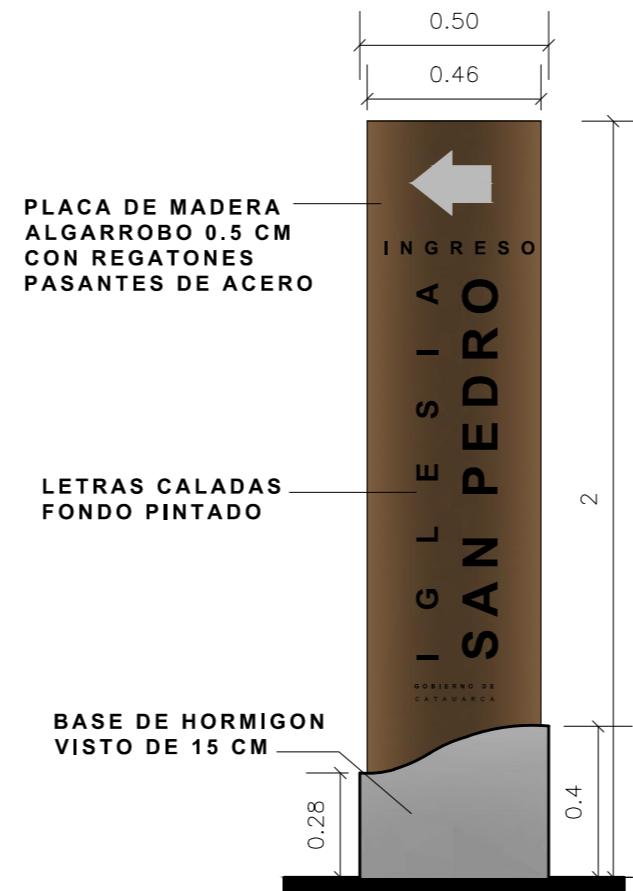 0.50
0.46
PLACA DE MADERA
ALGARROBO 0.5 CM
CON REGATONES
PASANTES DE ACERO
INGRESO
IGLESIA
SAN PEDRO
LETRAS CALADAS
FONDO PINTADO
2
GOBIERNO DE
CATAMARCA
BASE DE HORMIGON
VISTO DE 15 CM
0.28
0.4